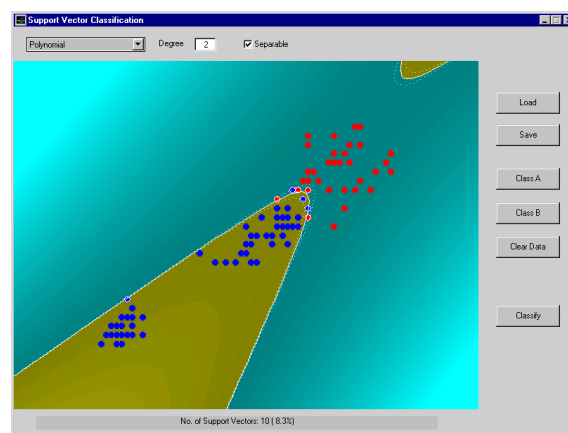 Support Vector Classification
Polynomial Degree 2 Separable
Load
Save
Class A
Class B
Clear Data
Classify
No. of Support Vectors: 10 ( 8.3%)